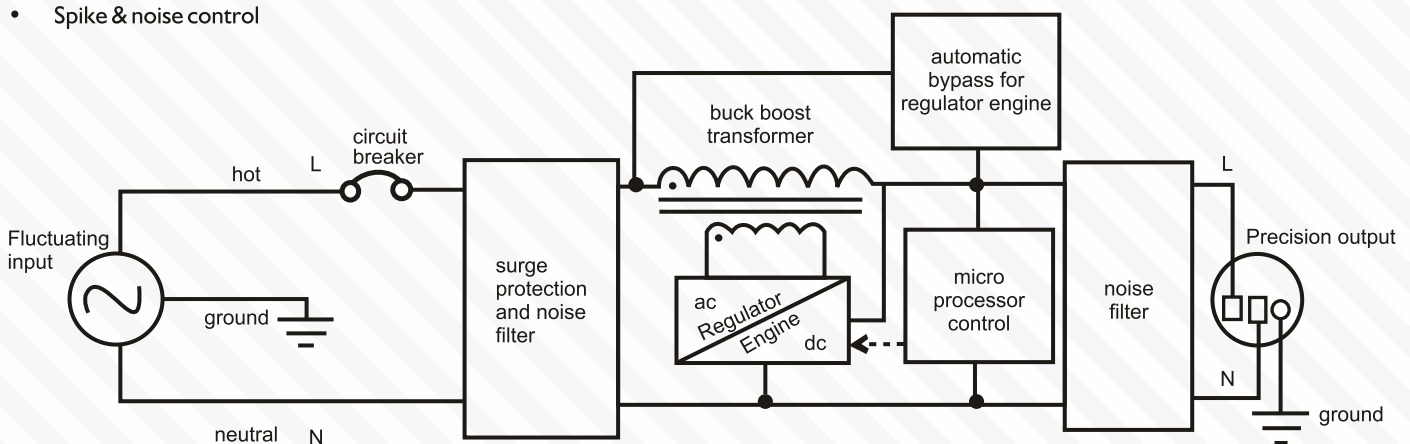 • Spike & noise control
automatic
bypass for
regulator engine
buck boost
transformer
circuit
breaker
hot
L
L
Fluctuating
input
Precision output
surge
protection
and noise
filter
ac
Regulator
Engine
dc
micro
processor
control
noise
filter
ground
N
ground
neutral
N